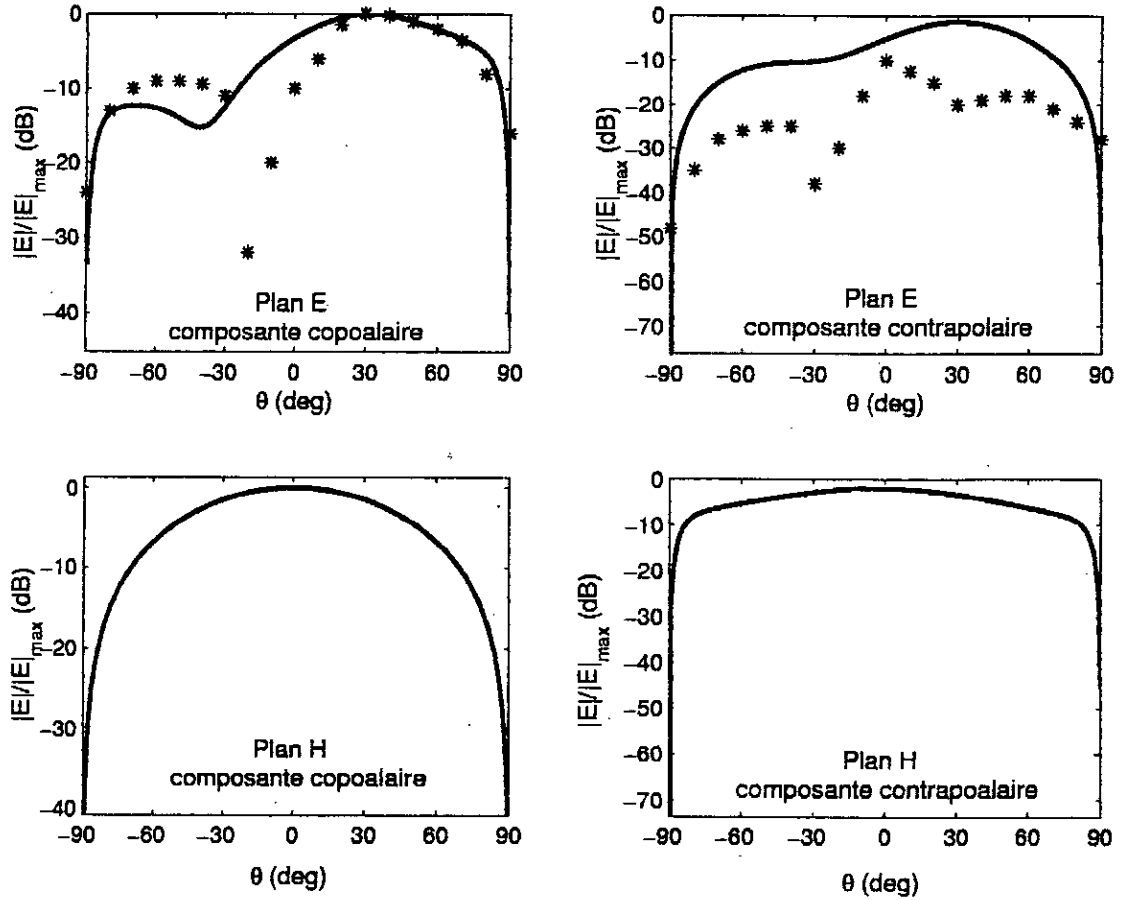 0
−10
−20
−30
−40
|E|/|E|max (dB)
Plan E
composante copoalaire
−90 −60 −30 0 30 60 90
θ (deg)
0
−10
−20
−30
−40
−50
−60
−70
|E|/|E|max (dB)
Plan E
composante contrapolaire
−90 −60 −30 0 30 60 90
θ (deg)
0
−10
−20
−30
−40
|E|/|E|max (dB)
Plan H
composante copoalaire
−90 −60 −30 0 30 60 90
θ (deg)
0
−10
−20
−30
−40
−50
−60
−70
|E|/|E|max (dB)
Plan H
composante contrapoalaire
−90 −60 −30 0 30 60 90
θ (deg)